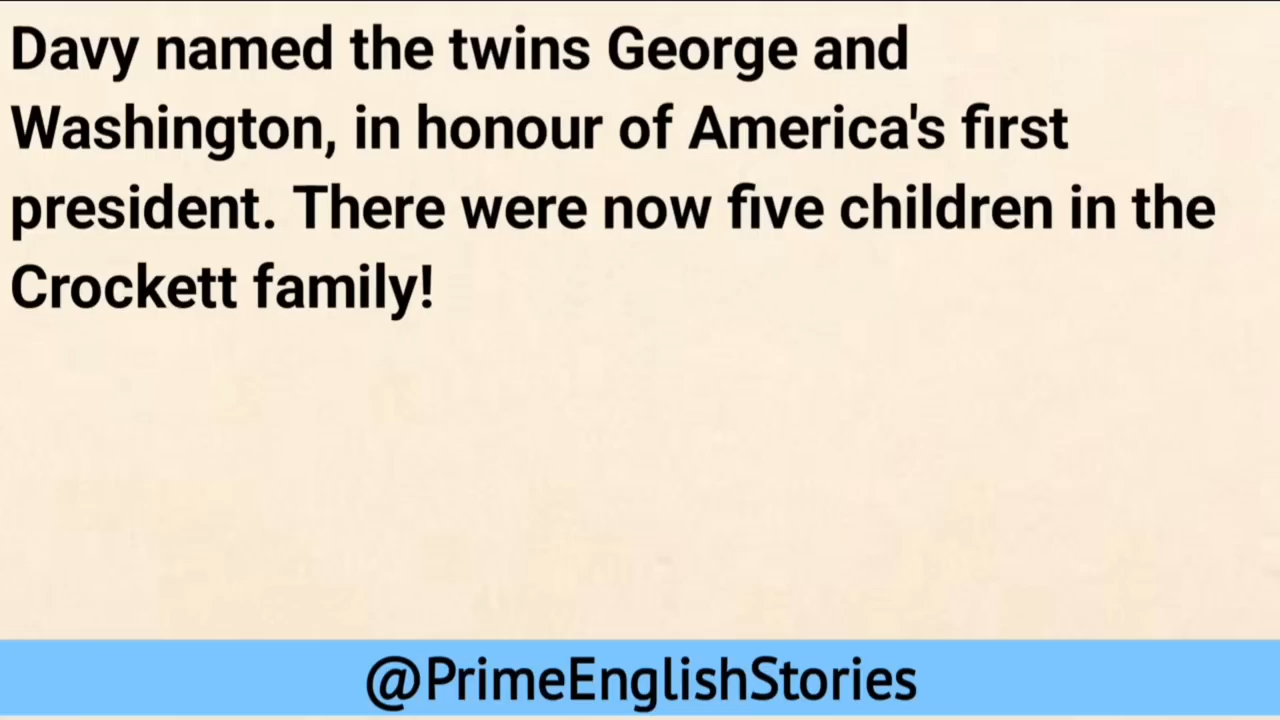 Davy named the twins George and
Washington, in honour of America's first
president. There were now five children in the
Crockett family!
@PrimeEnglishStories